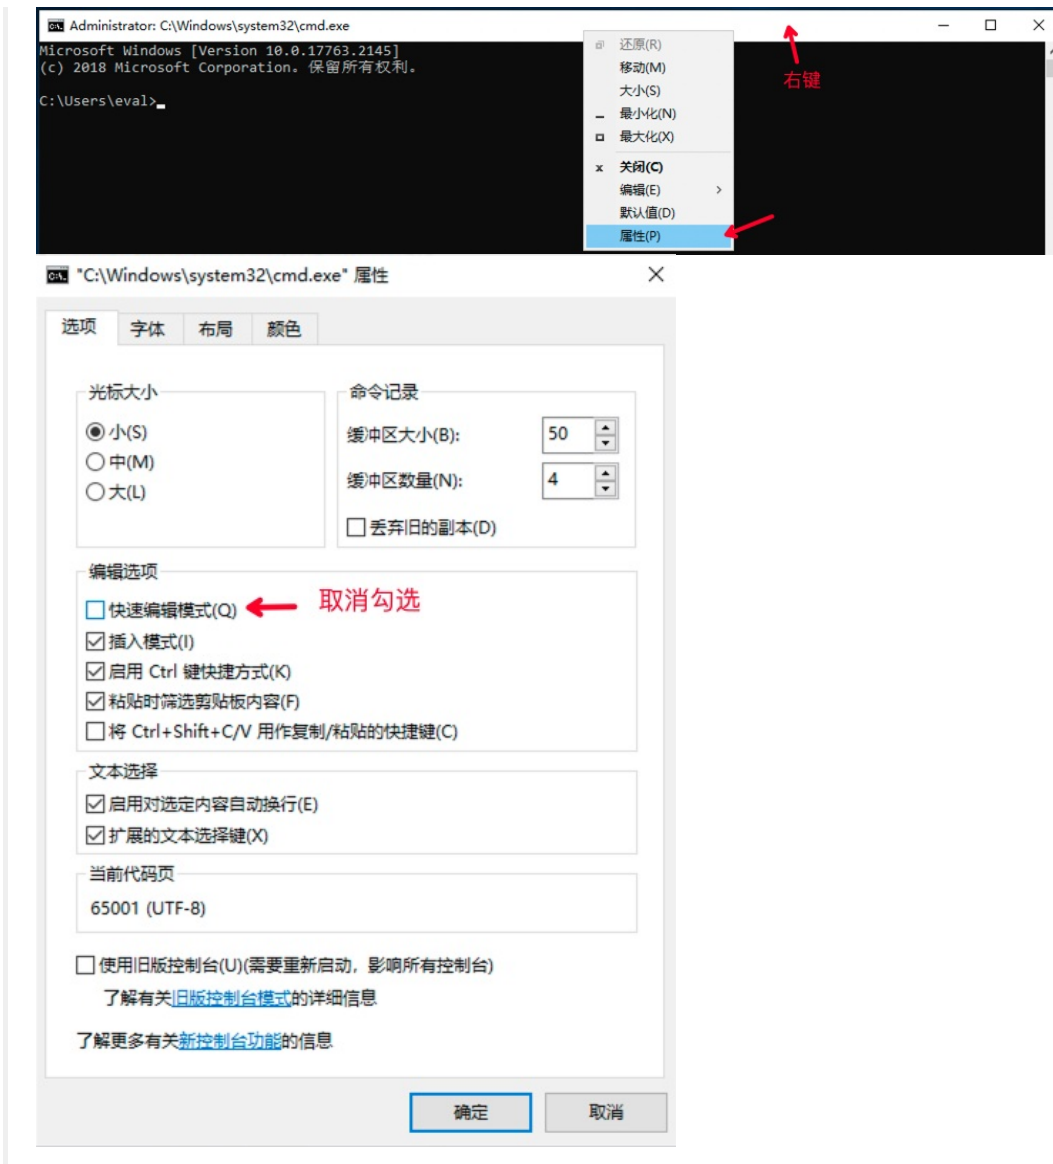 Administrator: C:\Windows\system32\cmd.exe
Microsoft Windows [Version 10.0.17763.2145]
(c) 2018 Microsoft Corporation。保留所有权利。
C:\Users\eval>
还原(R)
移动(M)
大小(S)
最小化(N)
最大化(X)
关闭(C)
编辑(E)
默认值(D)
属性(P)
右键
"C:\Windows\system32\cmd.exe" 属性
选项 字体 布局 颜色
光标大小
小(S)
中(M)
大(L)
命令记录
缓冲区大小(B): 50
缓冲区数量(N): 4
丢弃旧的副本(D)
编辑选项
快速编辑模式(Q) 取消勾选
插入模式(I)
启用 Ctrl 键快捷方式(K)
粘贴时筛选剪贴板内容(F)
将 Ctrl+Shift+C/V 用作复制/粘贴的快捷键(C)
文本选择
启用对选定内容自动换行(E)
扩展的文本选择键(X)
当前代码页
65001 (UTF-8)
使用旧版控制台(U)(需要重新启动，影响所有控制台)
了解有关旧版控制台模式的详细信息
了解更多有关新控制台功能的信息
确定 取消